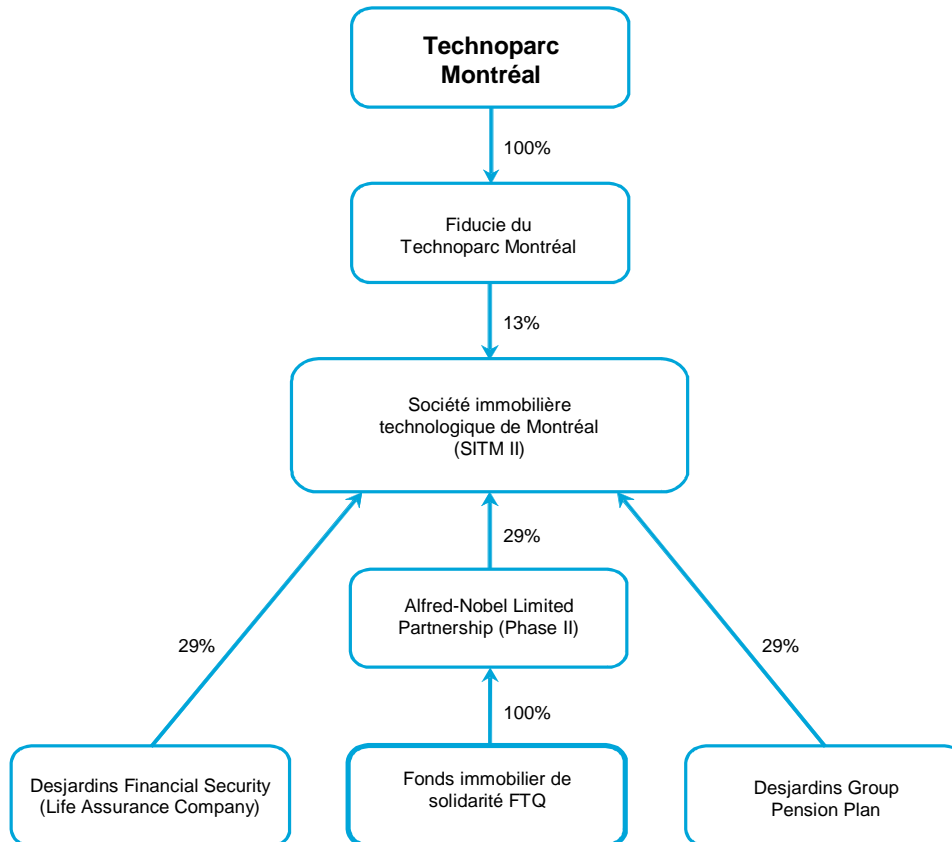 Technoparc
Montréal
100%
Fiducie du
Technoparc Montréal
13%
Société immobilière
technologique de Montréal
(SITM II)
29%
Alfred-Nobel Limited
Partnership (Phase II)
29%
29%
100%
Desjardins Financial Security
(Life Assurance Company)
Fonds immobilier de
solidarité FTQ
Desjardins Group
Pension Plan